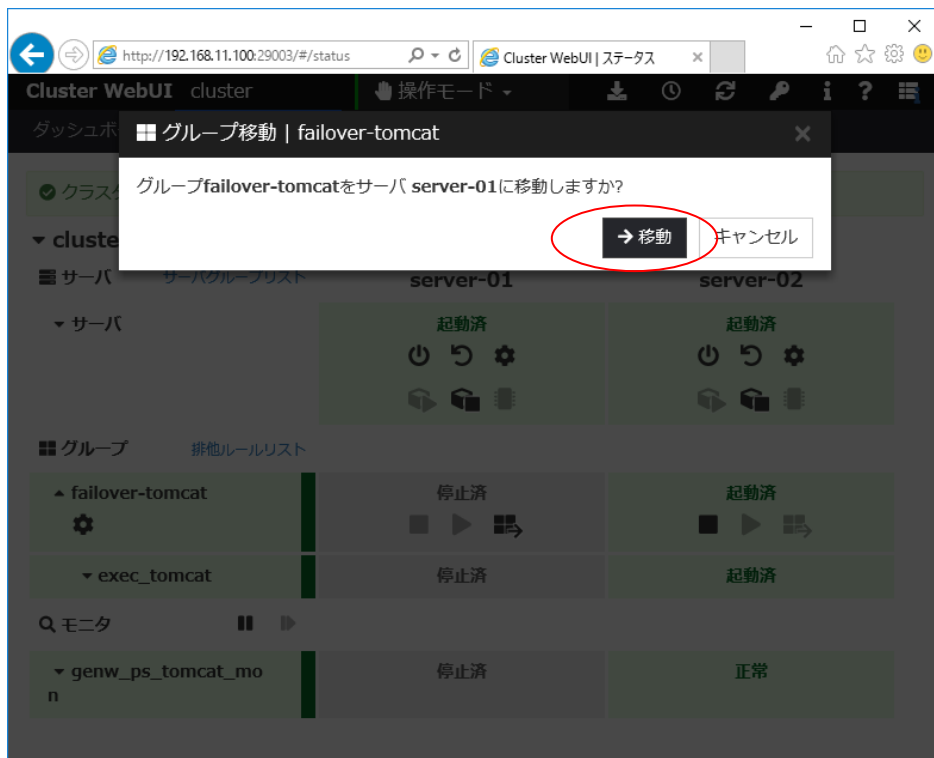 http://192.168.11.100:29003/#/status
Cluster WebUI | ステータス
Cluster WebUI cluster 操作モード
ダッシュボ
グループ移動 | failover-tomcat
クラスタ
グループfailover-tomcatをサーバ server-01に移動しますか?
移動 キャンセル
cluste
サーバ サーバグループリスト server-01 server-02
サーバ 起動済 起動済
グループ 排他ルールリスト
failover-tomcat 停止済 起動済
exec_tomcat 停止済 起動済
モニタ
genw_ps_tomcat_mo 停止済 正常
n